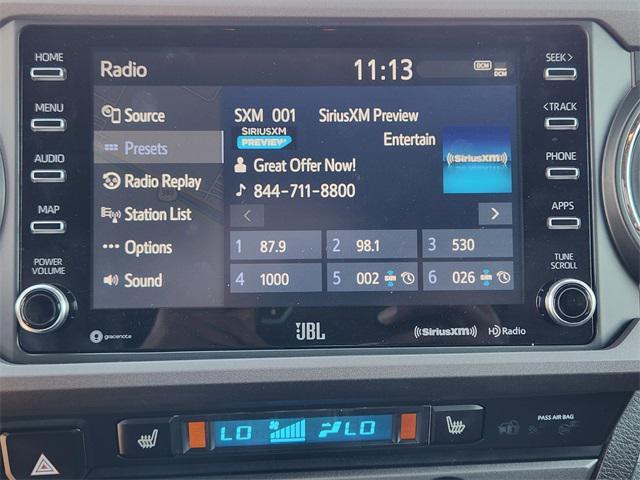 HOME
MENU
AUDIO
MAP
POWER
VOLUME
Radio
11:13
DCM
DCM
Source
Presets
Radio Replay
Station List
Options
Sound
SXM 001 SiriusXM Preview
SIRIUSXM
PREVIEW
Entertain
Great Offer Now!
844-711-8800
((SiriusXM))
<
>
1 87.9
2 98.1
3 530
4 1000
5 002
6 026
SEEK>
<TRACK
PHONE
APPS
TUNE
SCROLL
gracenote
JBL
((SiriusXM))
HD Radio
LO
LO
PASS AIR BAG